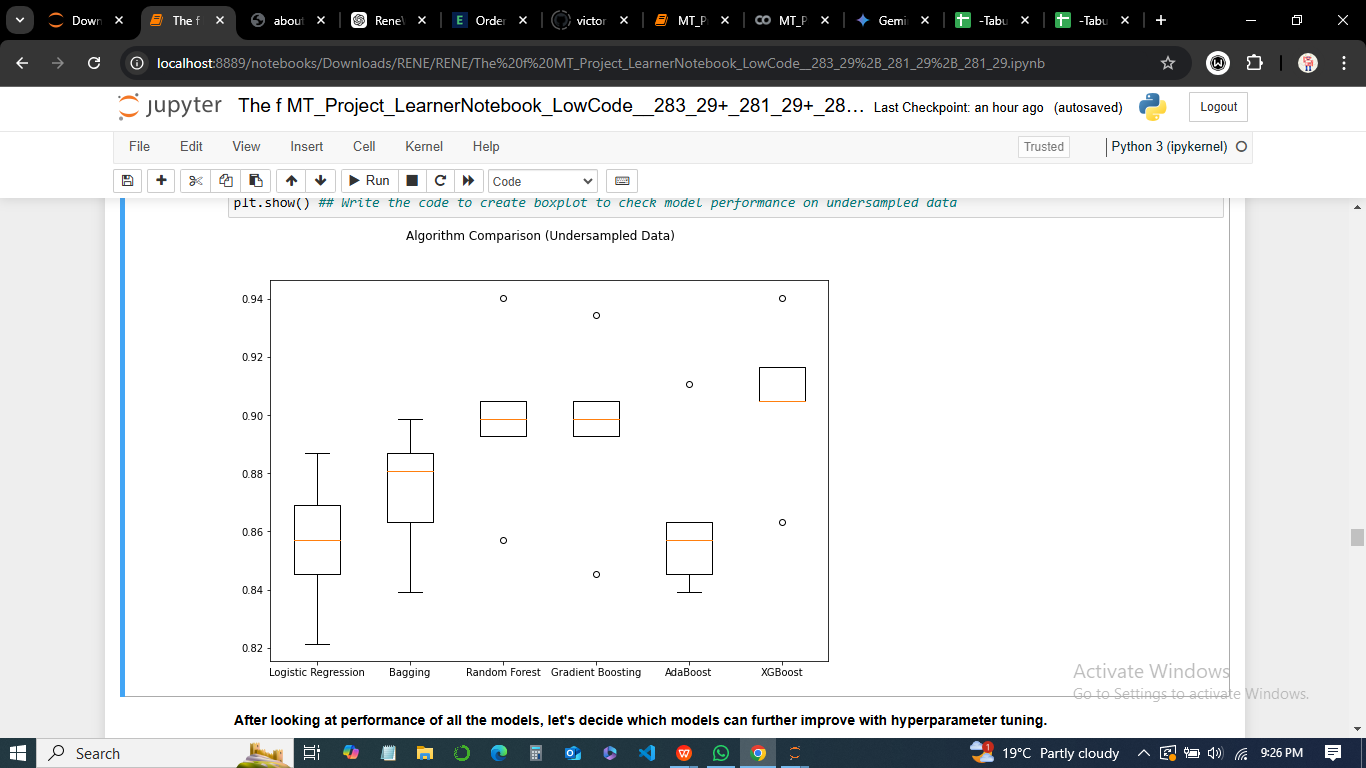 Down
The f
about
ReneV
Order
victor
MT_P
MT_P
Gemi
-Tabu
-Tabu
localhost:8889/notebooks/Downloads/RENE/RENE/The%20f%20MT_Project_LearnerNotebook_LowCode__283_29%2B_281_29%2B_281_29.ipynb
jupyter The f MT_Project_LearnerNotebook_LowCode__283_29+_281_29+_28... Last Checkpoint: an hour ago (autosaved) Logout
File Edit View Insert Cell Kernel Help Trusted Python 3 (ipykernel)
Run Code
plt.show() ## Write the code to create boxplot to check model performance on undersampled data
Algorithm Comparison (Undersampled Data)
0.94
0.92
0.90
0.88
0.86
0.84
0.82
Logistic Regression Bagging Random Forest Gradient Boosting AdaBoost XGBoost
Activate Windows
Go to Settings to activate Windows.
After looking at performance of all the models, let's decide which models can further improve with hyperparameter tuning.
Search 1 19°C Partly cloudy 9:26 PM